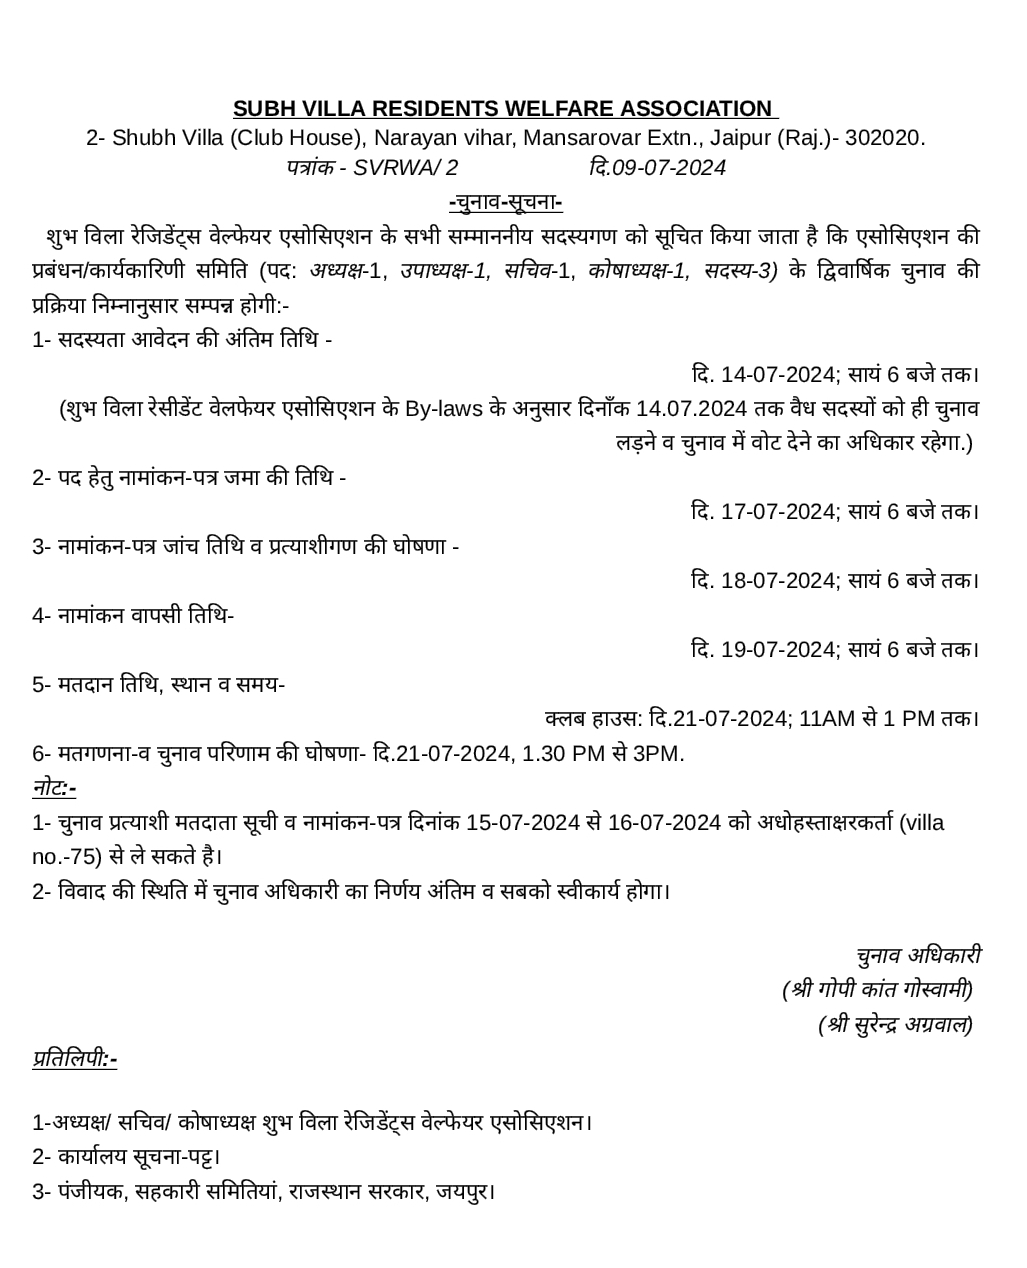 SUBH VILLA RESIDENTS WELFARE ASSOCIATION
2- Shubh Villa (Club House), Narayan vihar, Mansarovar Extn., Jaipur (Raj.)- 302020.
पत्रांक - SVRWA/ 2 दि.09-07-2024
-चुनाव-सूचना-
शुभ विला रेजिडेंट्स वेल्फेयर एसोसिएशन के सभी सम्माननीय सदस्यगण को सूचित किया जाता है कि एसोसिएशन की
प्रबंधन/कार्यकारिणी समिति (पद: अध्यक्ष-1, उपाध्यक्ष-1, सचिव-1, कोषाध्यक्ष-1, सदस्य-3) के द्विवार्षिक चुनाव की
प्रक्रिया निम्नानुसार सम्पन्न होगी:-
1- सदस्यता आवेदन की अंतिम तिथि -
दि. 14-07-2024; सायं 6 बजे तक।
(शुभ विला रेसीडेंट वेलफेयर एसोसिएशन के By-laws के अनुसार दिनाँक 14.07.2024 तक वैध सदस्यों को ही चुनाव
लड़ने व चुनाव में वोट देने का अधिकार रहेगा.)
2- पद हेतु नामांकन-पत्र जमा की तिथि -
दि. 17-07-2024; सायं 6 बजे तक।
3- नामांकन-पत्र जांच तिथि व प्रत्याशीगण की घोषणा -
दि. 18-07-2024; सायं 6 बजे तक।
4- नामांकन वापसी तिथि-
दि. 19-07-2024; सायं 6 बजे तक।
5- मतदान तिथि, स्थान व समय-
क्लब हाउस: दि.21-07-2024; 11AM से 1 PM तक।
6- मतगणना-व चुनाव परिणाम की घोषणा- दि.21-07-2024, 1.30 PM से 3PM.
नोट:-
1- चुनाव प्रत्याशी मतदाता सूची व नामांकन-पत्र दिनांक 15-07-2024 से 16-07-2024 को अधोहस्ताक्षरकर्ता (villa
no.-75) से ले सकते है।
2- विवाद की स्थिति में चुनाव अधिकारी का निर्णय अंतिम व सबको स्वीकार्य होगा।
चुनाव अधिकारी
(श्री गोपी कांत गोस्वामी)
(श्री सुरेन्द्र अग्रवाल)
प्रतिलिपी:-
1-अध्यक्ष/ सचिव/ कोषाध्यक्ष शुभ विला रेजिडेंट्स वेल्फेयर एसोसिएशन।
2- कार्यालय सूचना-पट्ट।
3- पंजीयक, सहकारी समितियां, राजस्थान सरकार, जयपुर।